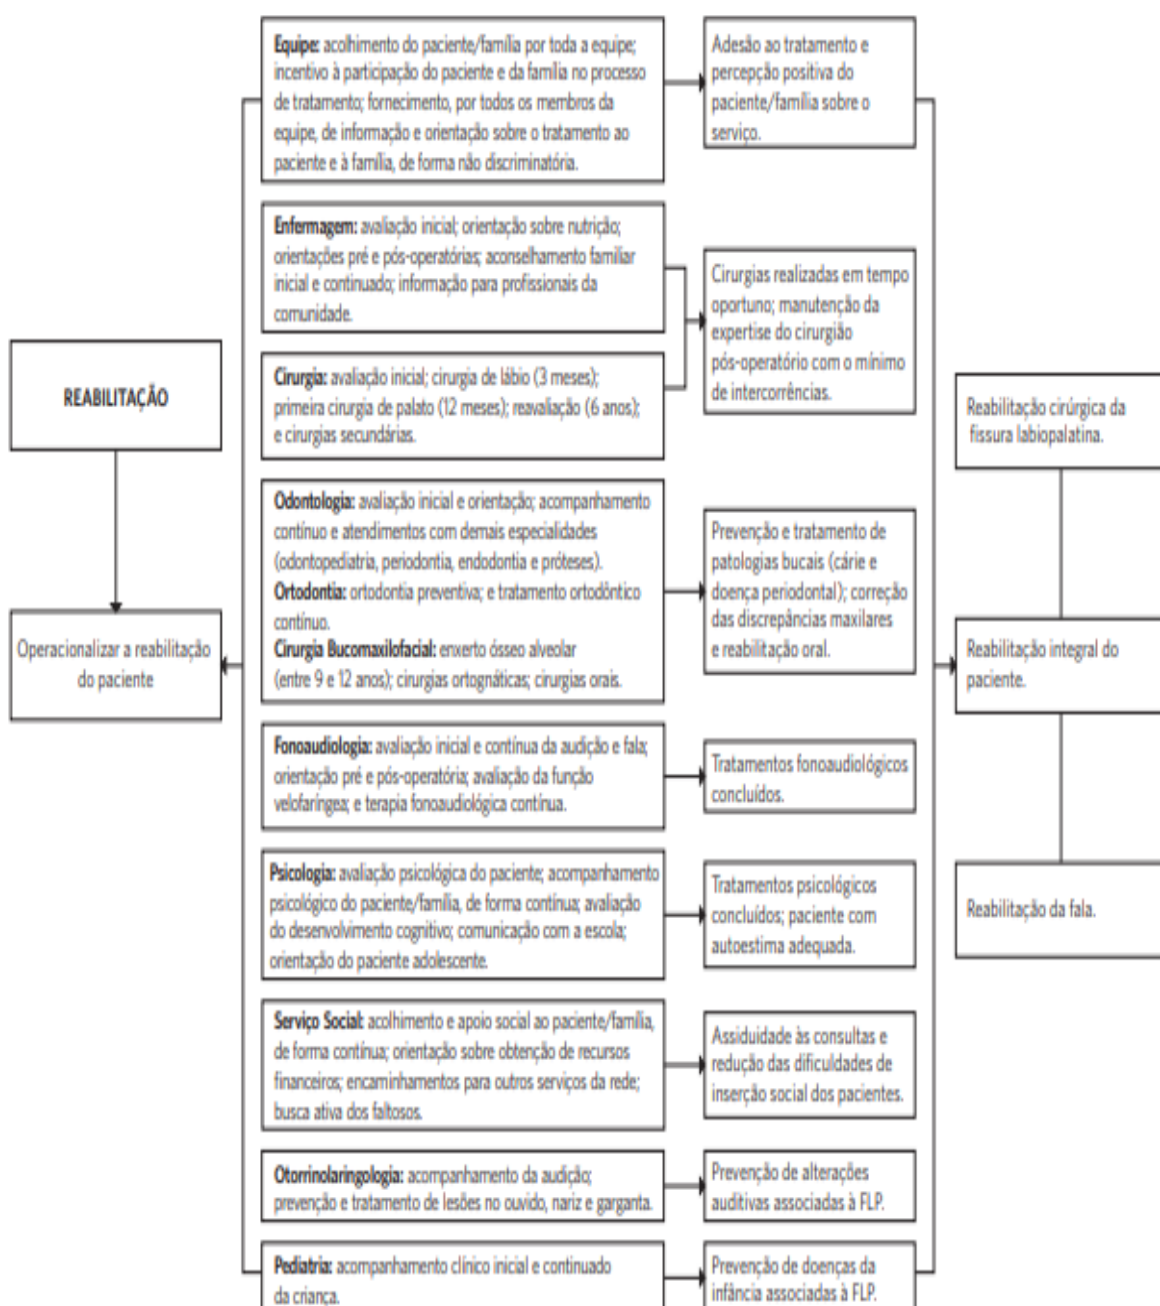 REABILITAÇÃO
Operacionalizar a reabilitação
do paciente
Equipe: acolhimento do paciente/família por toda a equipe;
incentivo à participação do paciente e da família no processo
de tratamento; fornecimento, por todos os membros da
equipe, de informação e orientação sobre o tratamento ao
paciente e à família, de forma não discriminatória.
Adesão ao tratamento e
percepção positiva do
paciente/família sobre o
serviço.
Enfermagem: avaliação inicial; orientação sobre nutrição;
orientações pré e pós-operatórias; aconselhamento familiar
inicial e continuado; informação para profissionais da
comunidade.
Cirurgia: avaliação inicial; cirurgia de lábio (3 meses);
primeira cirurgia de palato (12 meses); reavaliação (6 anos);
e cirurgias secundárias.
Cirurgias realizadas em tempo
oportuno; manutenção da
expertise do cirurgião
pós-operatório com o mínimo
de intercorrências.
Odontologia: avaliação inicial e orientação; acompanhamento
contínuo e atendimentos com demais especialidades
(odontopediatria, periodontia, endodontia e próteses).
Ortodontia: ortodontia preventiva; e tratamento ortodôntico
contínuo.
Cirurgia Bucomaxilofacial: enxerto ósseo alveolar
(entre 9 e 12 anos); cirurgias ortognáticas; cirurgias orais.
Prevenção e tratamento de
patologias bucais (cárie e
doença periodontal); correção
das discrepâncias maxilares
e reabilitação oral.
Fonoaudiologia: avaliação inicial e contínua da audição e fala;
orientação pré e pós-operatória; avaliação da função
velofaríngea; e terapia fonoaudiológica contínua.
Tratamentos fonoaudiológicos
concluídos.
Psicologia: avaliação psicológica do paciente; acompanhamento
psicológico do paciente/família, de forma contínua; avaliação
do desenvolvimento cognitivo; comunicação com a escola;
orientação do paciente adolescente.
Tratamentos psicológicos
concluídos; paciente com
autoestima adequada.
Serviço Social: acolhimento e apoio social ao paciente/família,
de forma contínua; orientação sobre obtenção de recursos
financeiros; encaminhamentos para outros serviços da rede;
busca ativa dos faltosos.
Assiduidade às consultas e
redução das dificuldades de
inserção social dos pacientes.
Otorrinolaringologia: acompanhamento da audição;
prevenção e tratamento de lesões no ouvido, nariz e garganta.
Prevenção de alterações
auditivas associadas à FLP.
Pediatria: acompanhamento clínico inicial e continuado
da criança.
Prevenção de doenças da
infância associadas à FLP.
Reabilitação cirúrgica da
fissura labiopalatina.
Reabilitação integral do
paciente.
Reabilitação da fala.